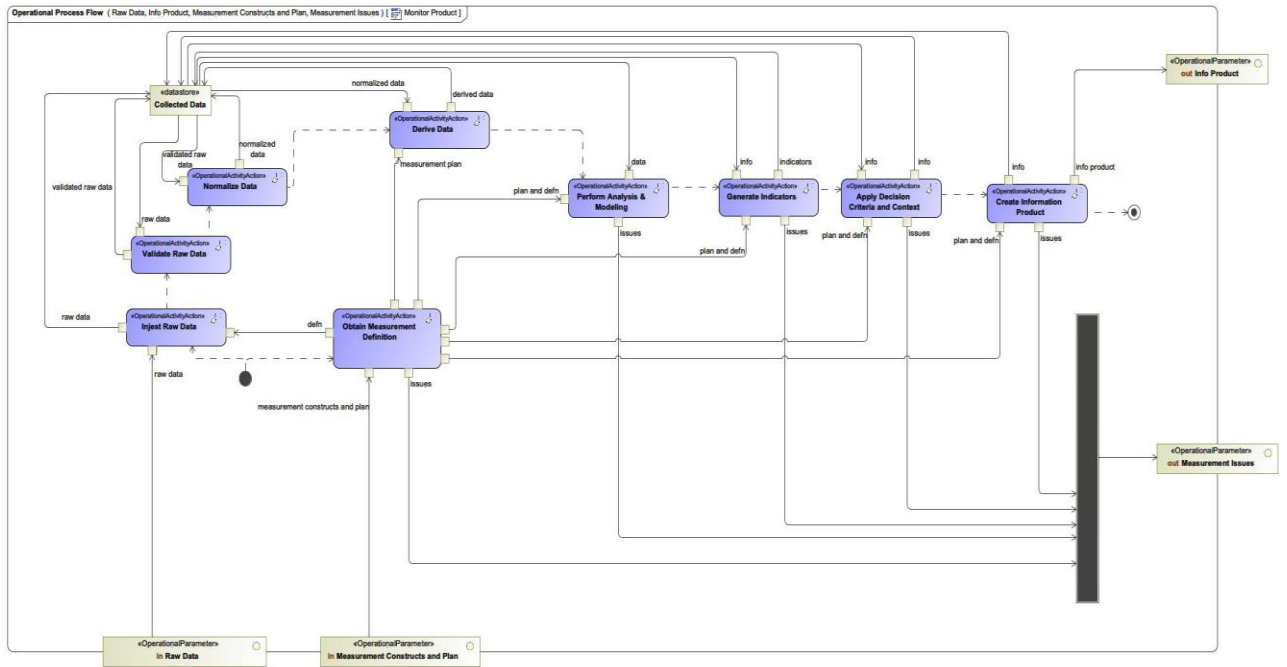 Operational Process Flow ( Raw Data, Info Product, Measurement Constructs and Plan, Measurement Issues ) [ Monitor Product ]
«OperationalParameter»
out Info Product
«datastore»
Collected Data
normalized data
derived data
«OperationalActivityAction»
Derive Data
measurement plan
validated raw
data
normalized
data
«OperationalActivityAction»
Normalize Data
validated raw data
raw data
«OperationalActivityAction»
Validate Raw Data
data
plan and defn
«OperationalActivityAction»
Perform Analysis &
Modeling
issues
info
indicators
«OperationalActivityAction»
Generate Indicators
issues
plan and defn
info
info
«OperationalActivityAction»
Apply Decision
Criteria and Context
plan and defn
issues
info
info product
«OperationalActivityAction»
Create Information
Product
plan and defn
issues
raw data
«OperationalActivityAction»
Injest Raw Data
defn
«OperationalActivityAction»
Obtain Measurement
Definition
raw data
issues
measurement constructs and plan
«OperationalParameter»
out Measurement Issues
«OperationalParameter»
in Raw Data
«OperationalParameter»
in Measurement Constructs and Plan